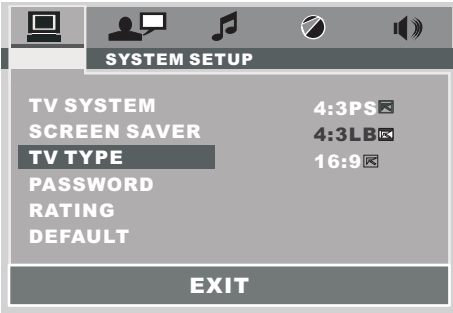 SYSTEM SETUP
TV SYSTEM 4:3PS
SCREEN SAVER 4:3LB
TV TYPE 16:9
PASSWORD
RATING
DEFAULT
EXIT